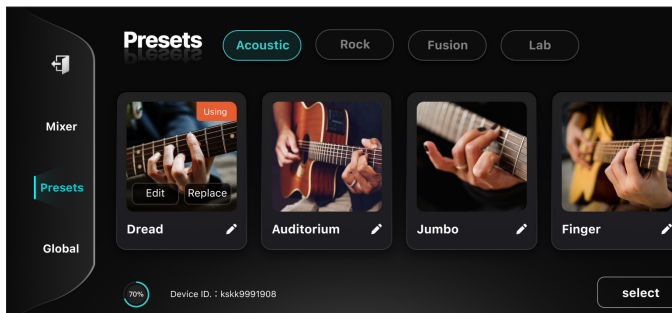 Presets
Acoustic
Rock
Fusion
Lab
Mixer
Presets
Global
Using
Edit
Replace
Dread
Auditorium
Jumbo
Finger
70%
Device ID. : kskk9991908
select